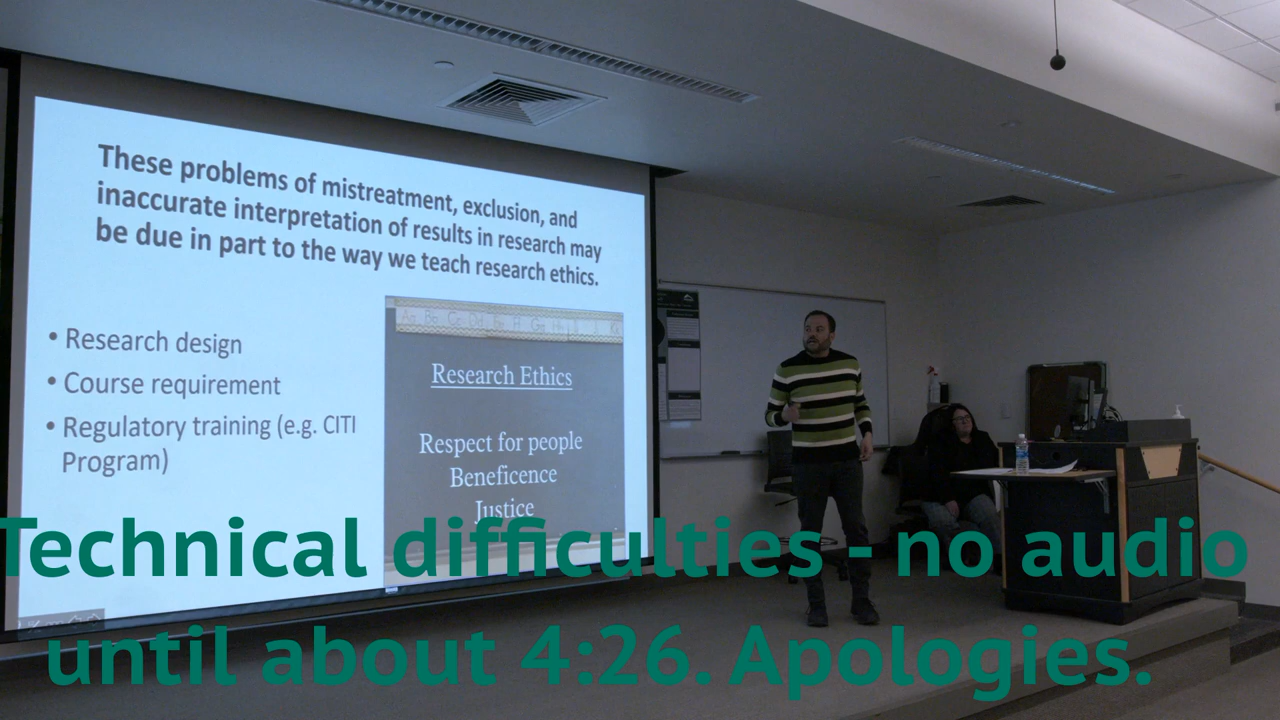 These problems of mistreatment, exclusion, and
inaccurate interpretation of results in research may
be due in part to the way we teach research ethics.
• Research design
• Course requirement
• Regulatory training (e.g. CITI
Program)
Research Ethics
Respect for people
Beneficence
Justice
Technical difficulties - no audio
until about 4:26. Apologies.